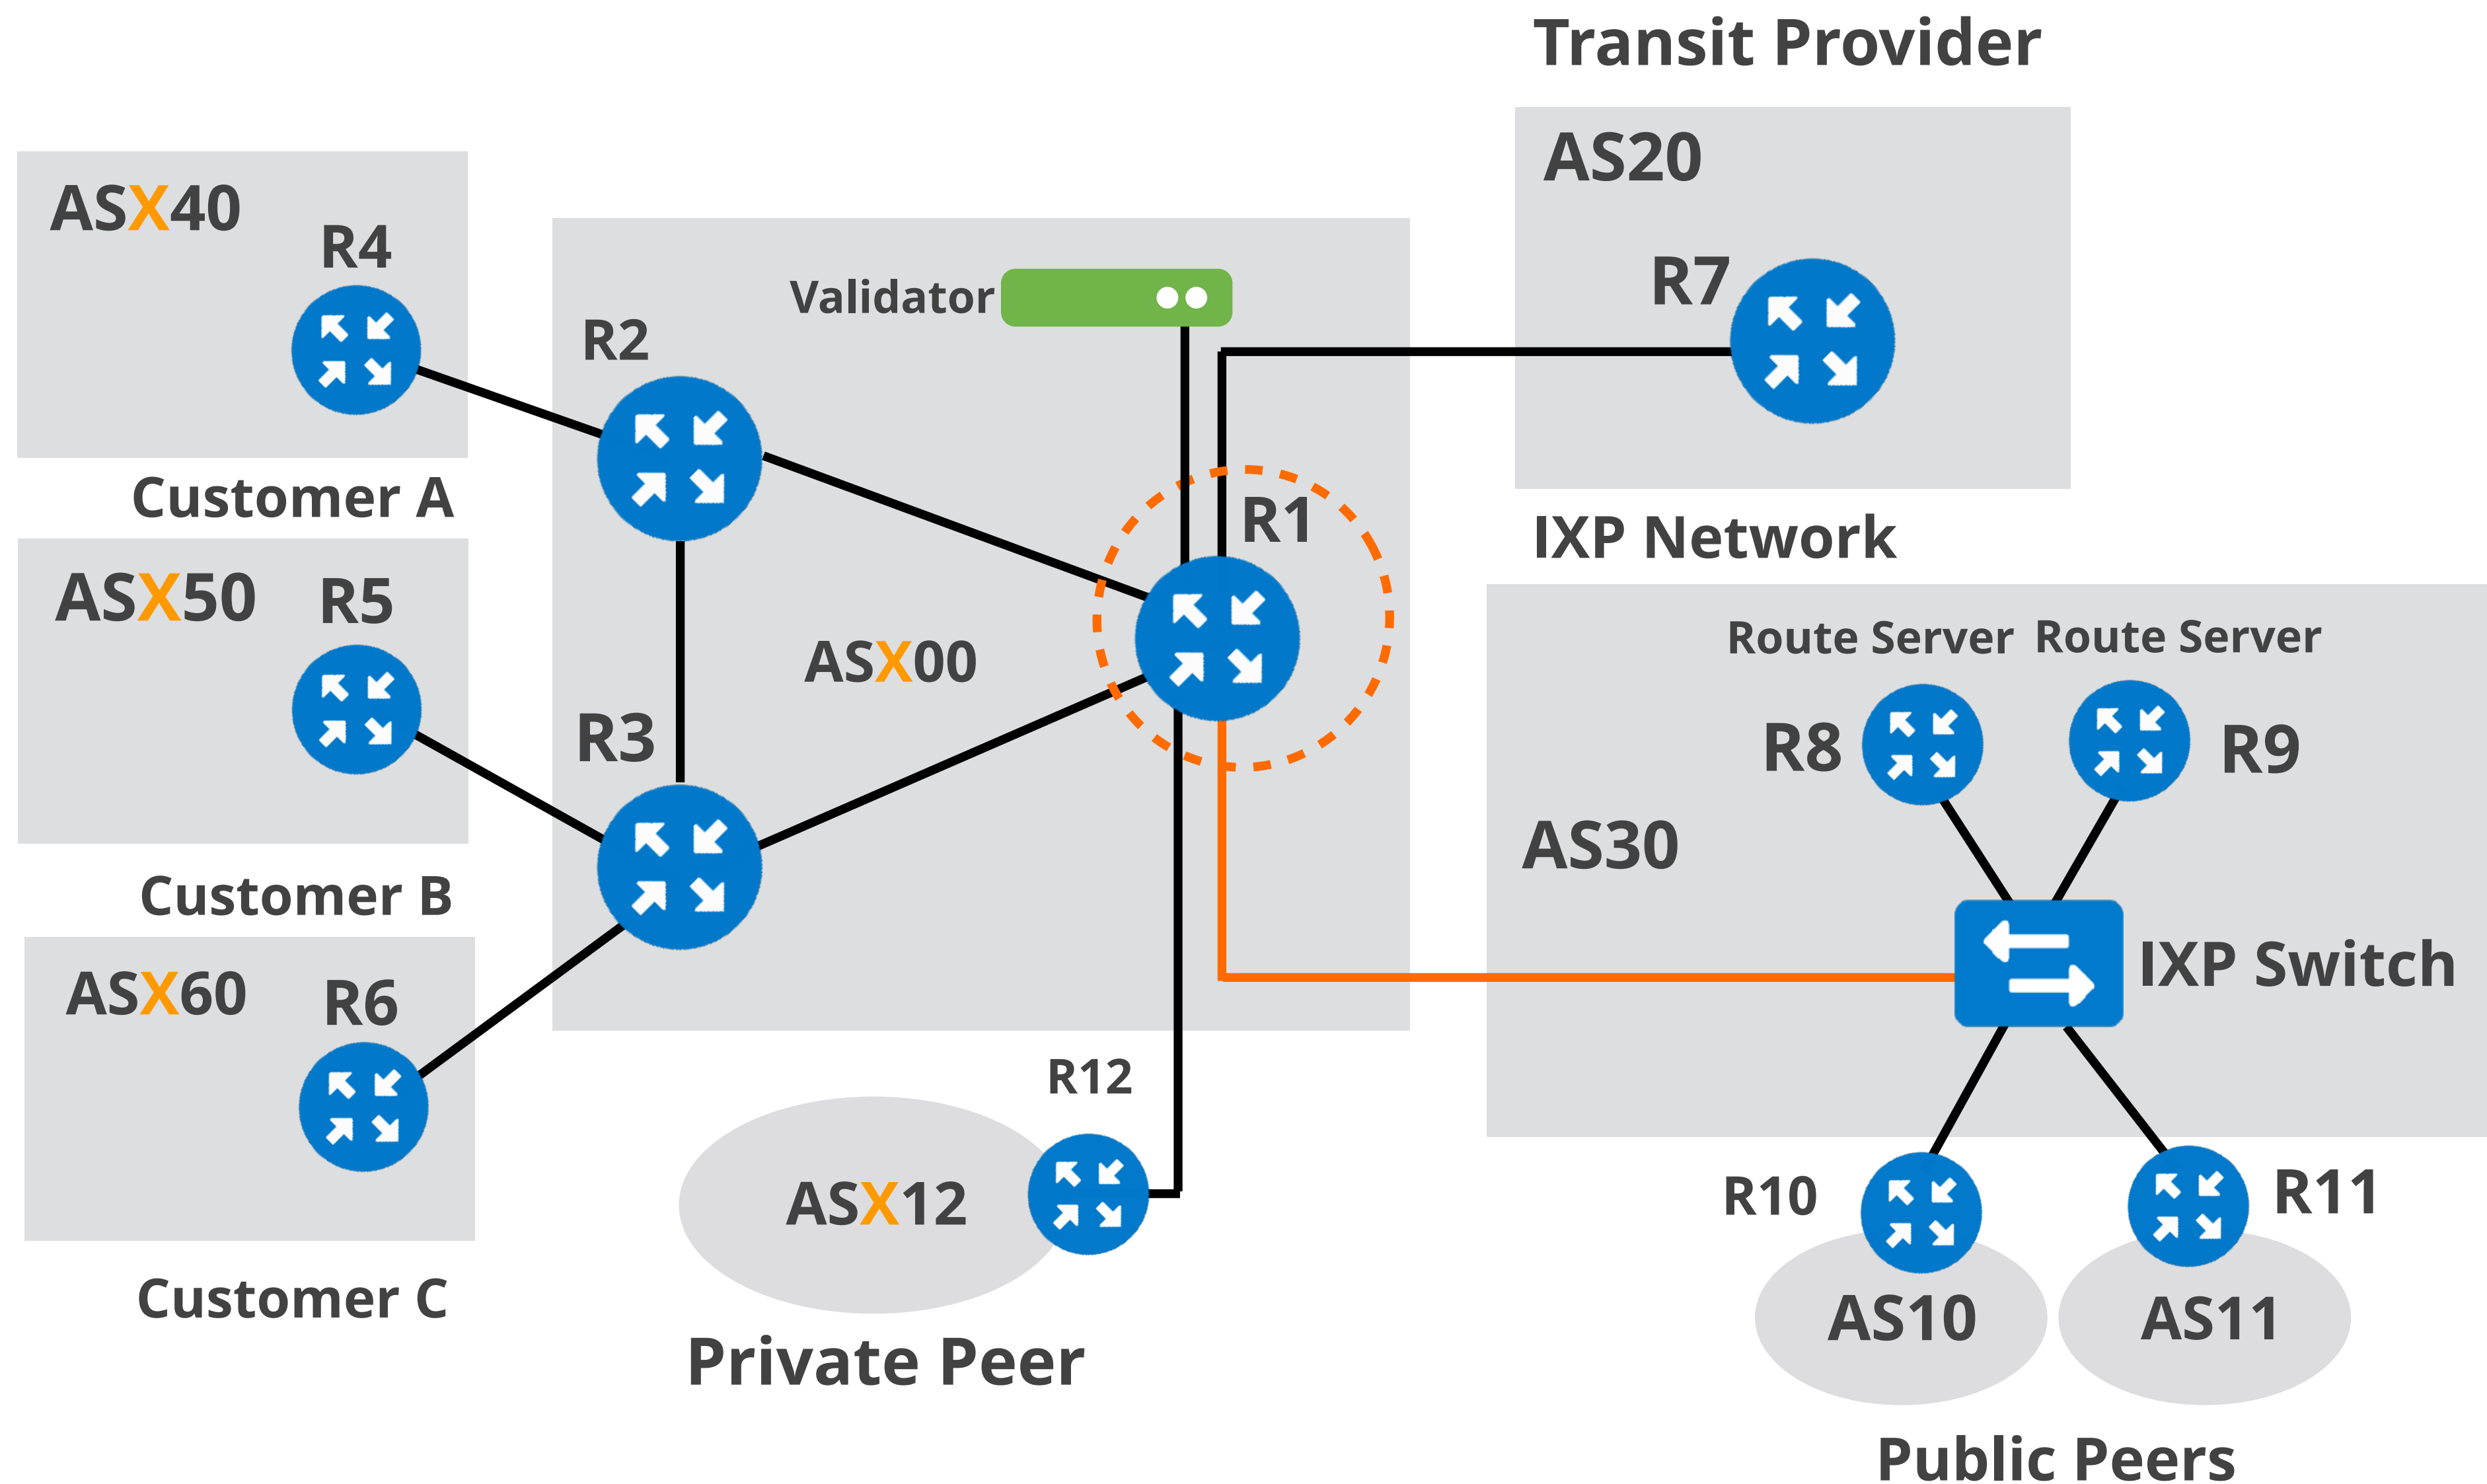 Transit Provider
AS20
R7
ASX40
R4
Customer A
R2
Validator
R1
IXP Network
ASX50
R5
Customer B
ASX00
R3
Route Server
Route Server
R8
R9
AS30
IXP Switch
ASX60
R6
Customer C
R12
ASX12
Private Peer
R10
R11
AS10
AS11
Public Peers